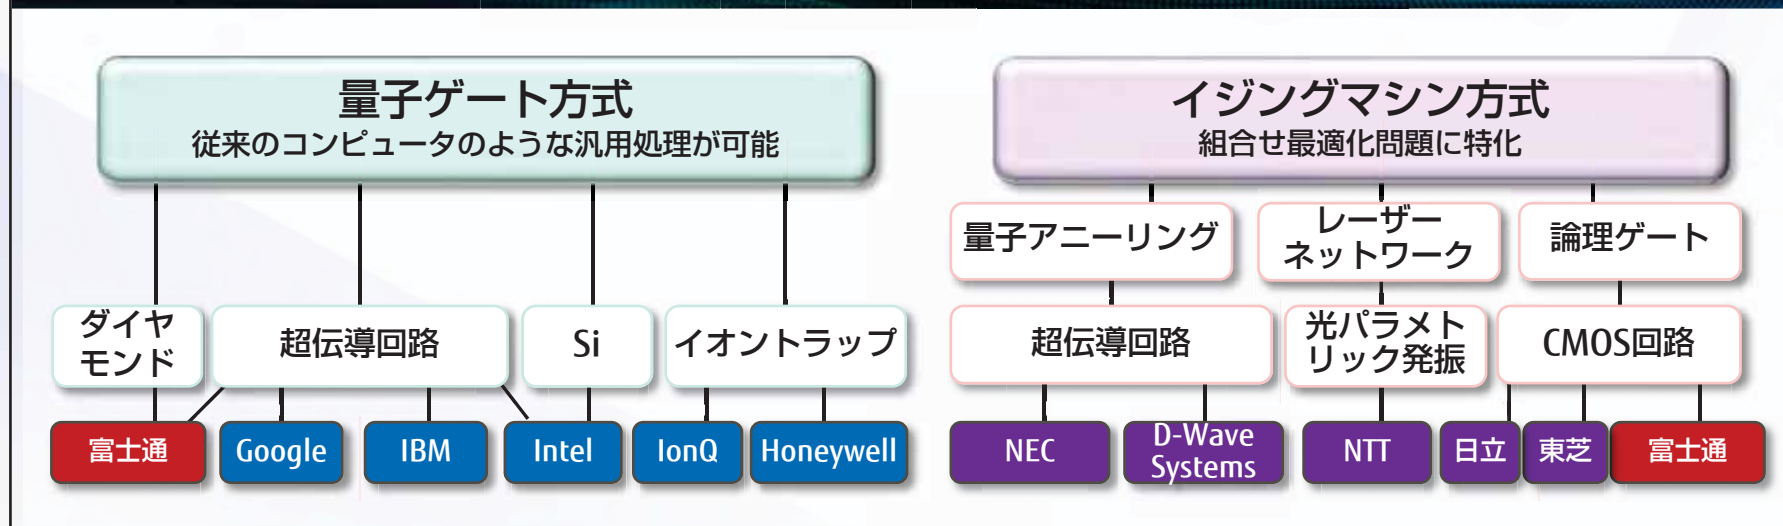 量子ゲート方式
従来のコンピュータのような汎用処理が可能
ダイヤ
モンド
超伝導回路
Si
イオントラップ
富士通
Google
IBM
Intel
IonQ
Honeywell
イジングマシン方式
組合せ最適化問題に特化
量子アニーリング
レーザー
ネットワーク
論理ゲート
超伝導回路
光パラメト
リック発振
CMOS回路
NEC
D-Wave
Systems
NTT
日立
東芝
富士通